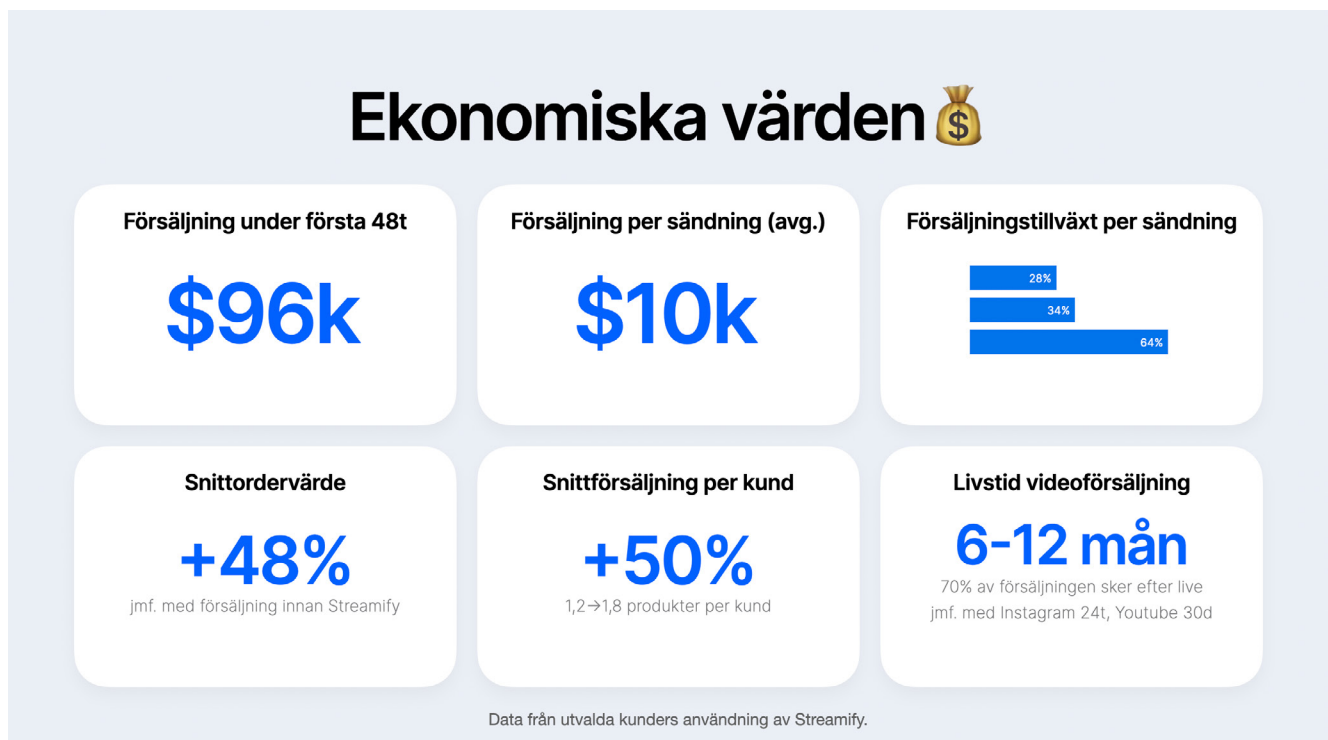 Ekonomiska värden💰
Försäljning under första 48t
$96k
Försäljning per sändning (avg.)
$10k
Försäljningstillväxt per sändning
28%
34%
64%
Snittordervärde
+48%
jmf. med försäljning innan Streamify
Snittförsäljning per kund
+50%
1,2→1,8 produkter per kund
Livstid videoförsäljning
6-12 mån
70% av försäljningen sker efter live
jmf. med Instagram 24t, Youtube 30d
Data från utvalda kunders användning av Streamify.